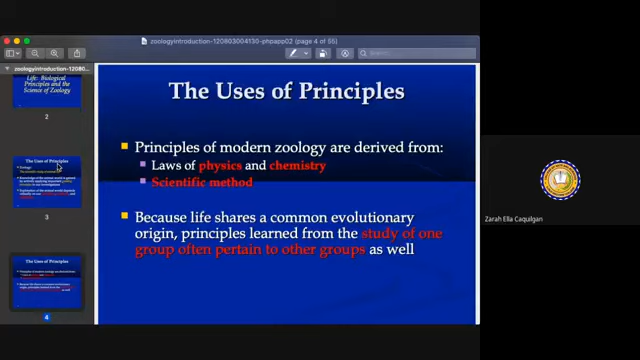 zoologyintroduction-120803004130-phpapp02 (page 4 of 55)
Search
zoologyintroduction-12080...
Life: Biological
Principles and the
Science of Zoology
2
The Uses of Principles
3
The Uses of Principles
4
The Uses of Principles
Principles of modern zoology are derived from:
Laws of physics and chemistry
Scientific method
Because life shares a common evolutionary
origin, principles learned from the study of one
group often pertain to other groups as well
Zarah Ella Caquilgan